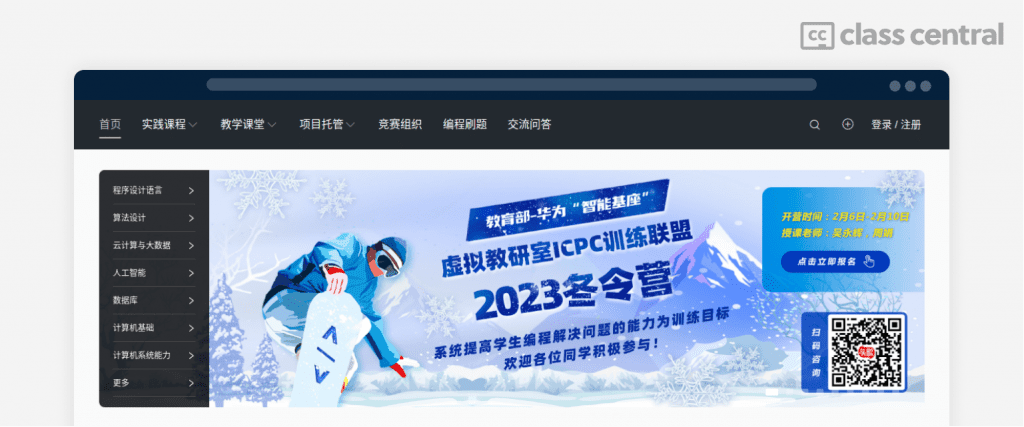 cc class central
首页 实践课程 教学课堂 项目托管 竞赛组织 编程刷题 交流问答 登录 / 注册
程序设计语言
算法设计
云计算与大数据
人工智能
数据库
计算机基础
计算机系统能力
更多
教育部-华为“智能基座”
虚拟教研室ICPC训练联盟
2023冬令营
系统提高学生编程解决问题的能力为训练目标
欢迎各位同学积极参与！
开营时间：2月6日-2月10日
授课老师：吴永辉、周娟
点击立即报名
扫码咨询